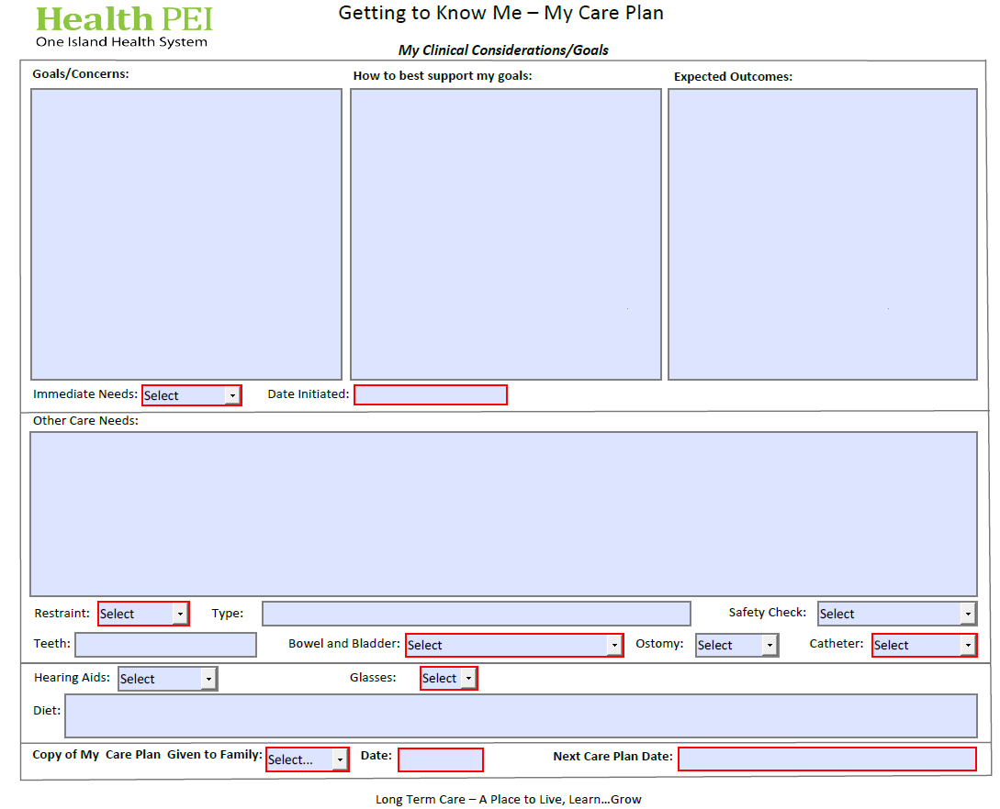 Health PEI
One Island Health System
Getting to Know Me – My Care Plan
My Clinical Considerations/Goals
Goals/Concerns: How to best support my goals: Expected Outcomes:
Immediate Needs: Select Date Initiated:
Other Care Needs:
Restraint: Select Type: Safety Check: Select
Teeth: Bowel and Bladder: Select Ostomy: Select Catheter: Select
Hearing Aids: Select Glasses: Select
Diet:
Copy of My Care Plan Given to Family: Select... Date: Next Care Plan Date:
Long Term Care – A Place to Live, Learn…Grow